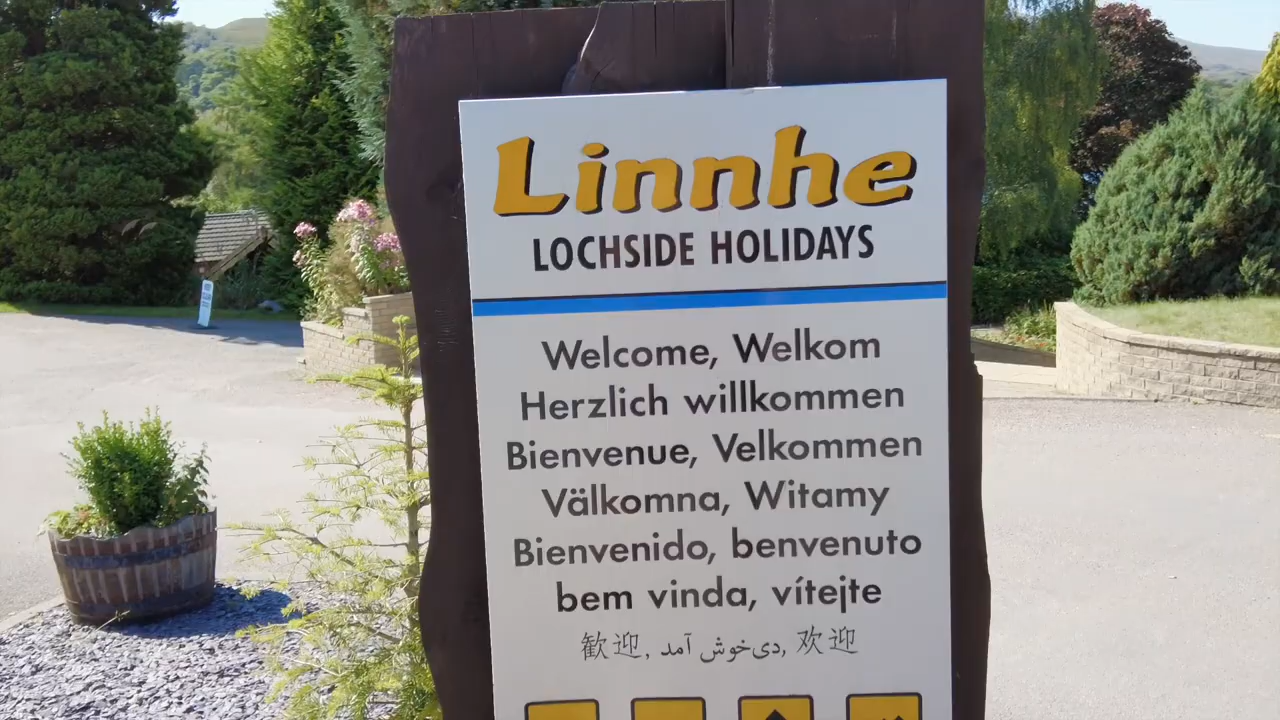 Linnhe
LOCHSIDE HOLIDAYS
Welcome, Welkom
Herzlich willkommen
Bienvenue, Velkommen
Välkomna, Witamy
Bienvenido, benvenuto
bem vinda, vítejte
歓迎, دی‌خوش آمد, 欢迎